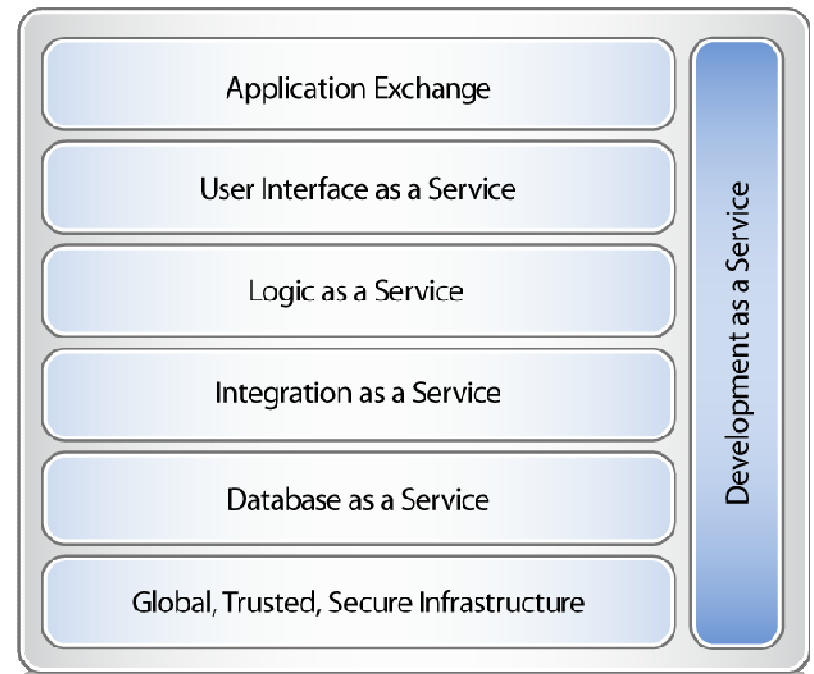 Application Exchange
User Interface as a Service
Logic as a Service
Integration as a Service
Database as a Service
Global, Trusted, Secure Infrastructure
Development as a Service